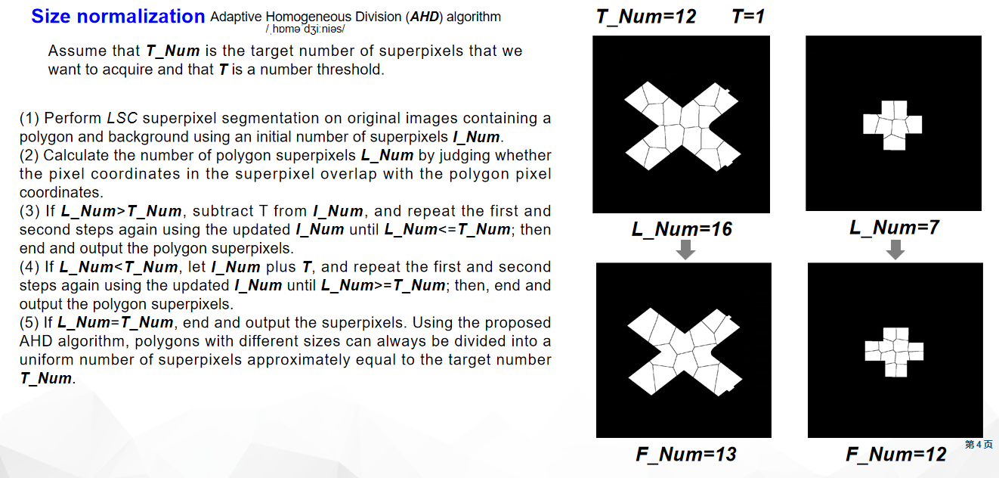 Size normalization Adaptive Homogeneous Division (AHD) algorithm
/ˌhɒməˈdʒiːniəs/
Assume that T_Num is the target number of superpixels that we
want to acquire and that T is a number threshold.
(1) Perform LSC superpixel segmentation on original images containing a
polygon and background using an initial number of superpixels I_Num.
(2) Calculate the number of polygon superpixels L_Num by judging whether
the pixel coordinates in the superpixel overlap with the polygon pixel
coordinates.
(3) If L_Num>T_Num, subtract T from I_Num, and repeat the first and
second steps again using the updated I_Num until L_Num<=T_Num; then
end and output the polygon superpixels.
(4) If L_Num<T_Num, let I_Num plus T, and repeat the first and second
steps again using the updated I_Num until L_Num>=T_Num; then, end and
output the polygon superpixels.
(5) If L_Num=T_Num, end and output the superpixels. Using the proposed
AHD algorithm, polygons with different sizes can always be divided into a
uniform number of superpixels approximately equal to the target number
T_Num.
T_Num=12 T=1
L_Num=16 L_Num=7
F_Num=13 F_Num=12
第4页